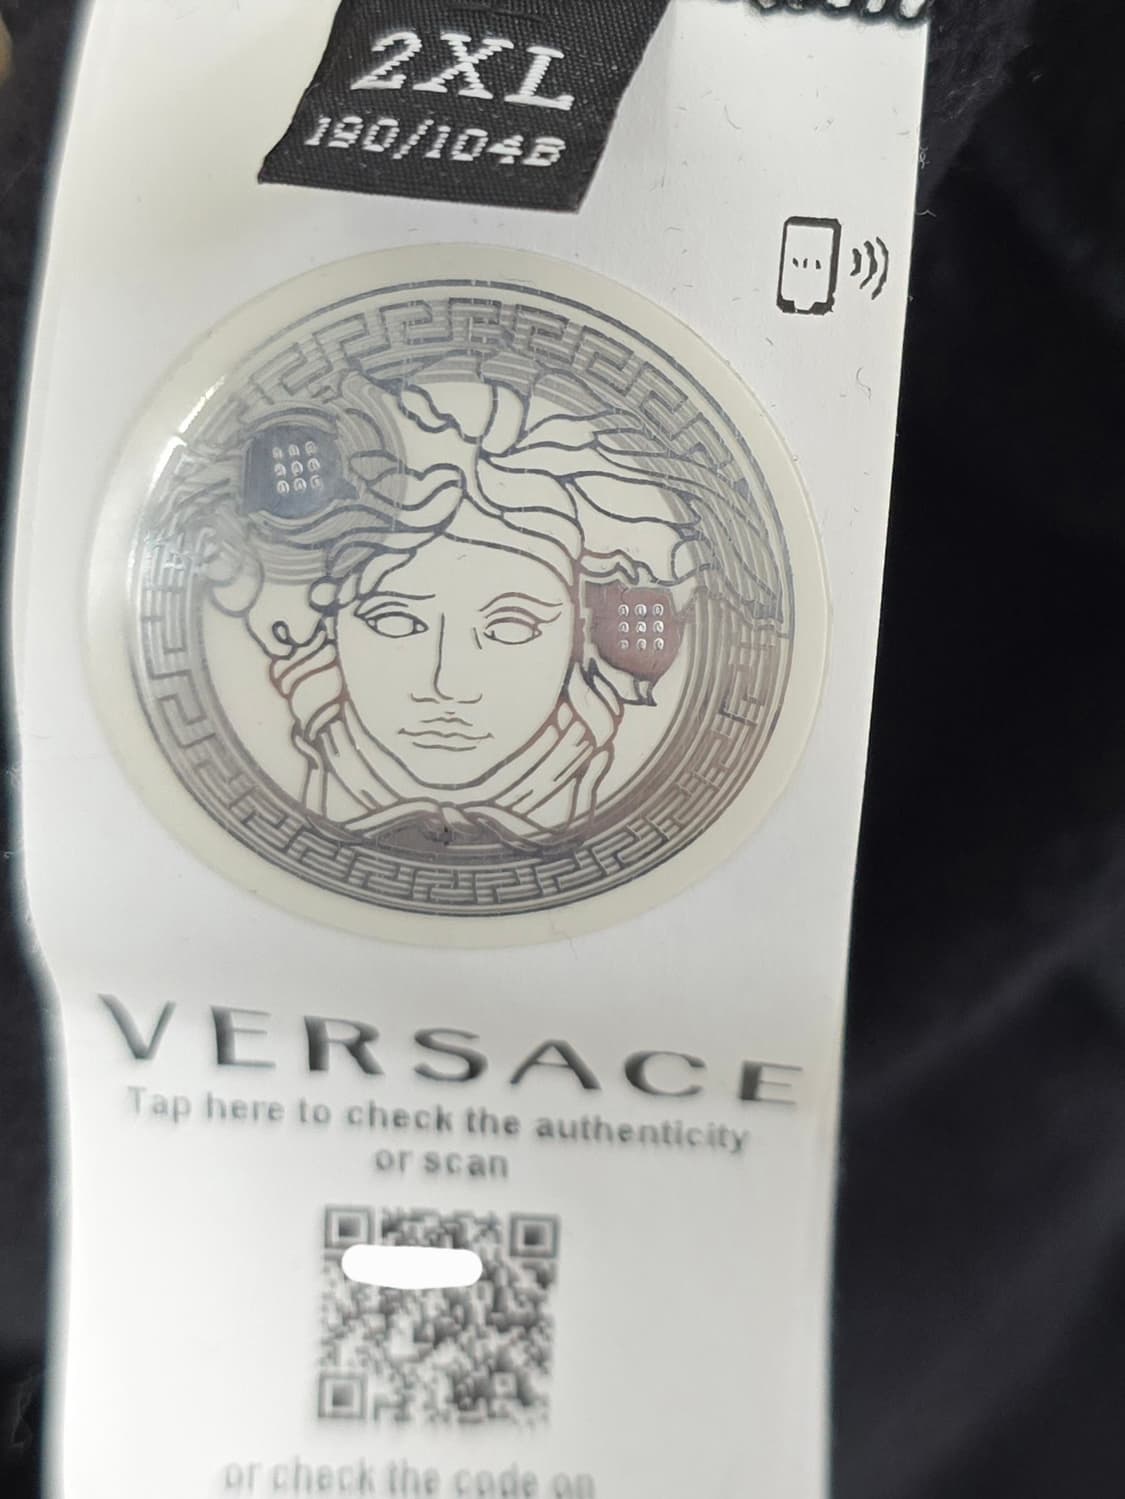 2XL
190/104B
VERSACE
Tap here to check the authenticity
or scan
or check the code on